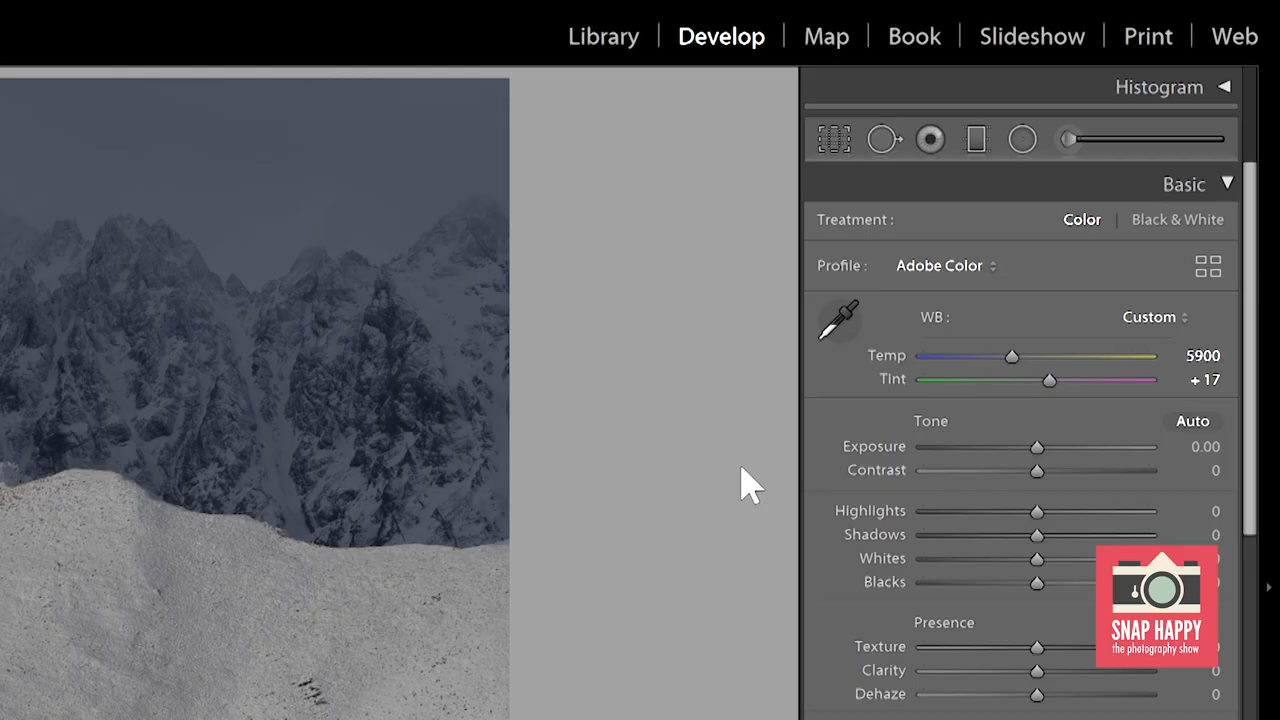 Library | Develop | Map | Book | Slideshow | Print | Web
Histogram
Basic
Treatment : Color | Black & White
Profile : Adobe Color
WB : Custom
Temp 5900
Tint + 17
Tone Auto
Exposure 0.00
Contrast 0
Highlights 0
Shadows 0
Whites
Blacks
Presence
Texture
Clarity 0
Dehaze 0
SNAP HAPPY
the photography show